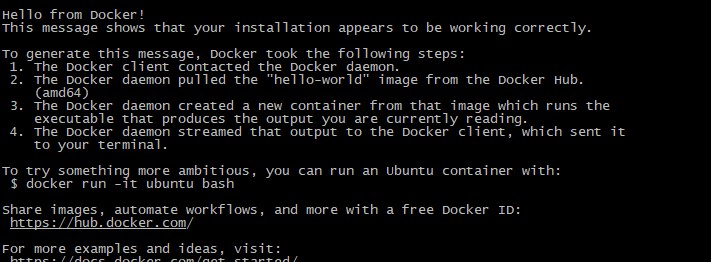 Hello from Docker!
This message shows that your installation appears to be working correctly.
To generate this message, Docker took the following steps:
1. The Docker client contacted the Docker daemon.
2. The Docker daemon pulled the "hello-world" image from the Docker Hub.
(amd64)
3. The Docker daemon created a new container from that image which runs the
executable that produces the output you are currently reading.
4. The Docker daemon streamed that output to the Docker client, which sent it
to your terminal.
To try something more ambitious, you can run an Ubuntu container with:
$ docker run -it ubuntu bash
Share images, automate workflows, and more with a free Docker ID:
https://hub.docker.com/
For more examples and ideas, visit:
https://docs.docker.com/get-started/